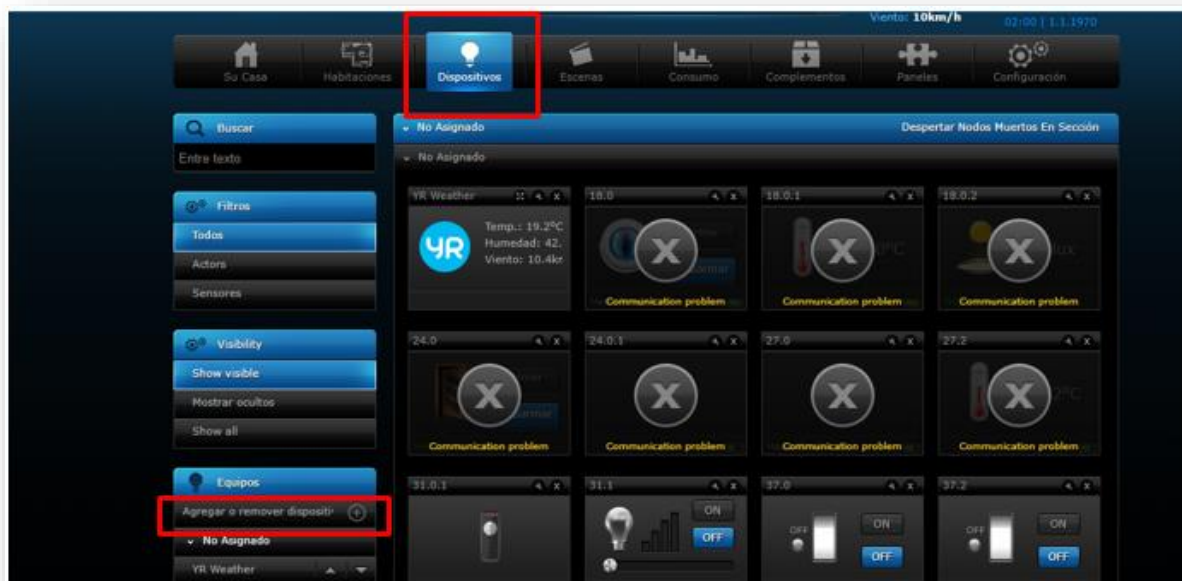 Viento: 10km/h
02:00 | 1.1.1970
Su Casa
Habitaciones
Dispositivos
Escenas
Consumo
Complementos
Paneles
Configuración
Buscar
Entre texto
Filtros
Todos
Actors
Sensores
Visibility
Show visible
Mostrar ocultos
Show all
Equipos
Agregar o remover dispositi
No Asignado
YR Weather
No Asignado
Despertar Nodos Muertos En Sección
No Asignado
YR Weather
Temp.: 19.2ºC
Humedad: 42.
Viento: 10.4kr
YR
18.0
Communication problem
18.0.1
Communication problem
18.0.2
Communication problem
24.0
Communication problem
24.0.1
Communication problem
27.0
Communication problem
27.2
Communication problem
31.0.1
31.1
ON
OFF
37.0
OFF
ON
OFF
37.2
OFF
ON
OFF